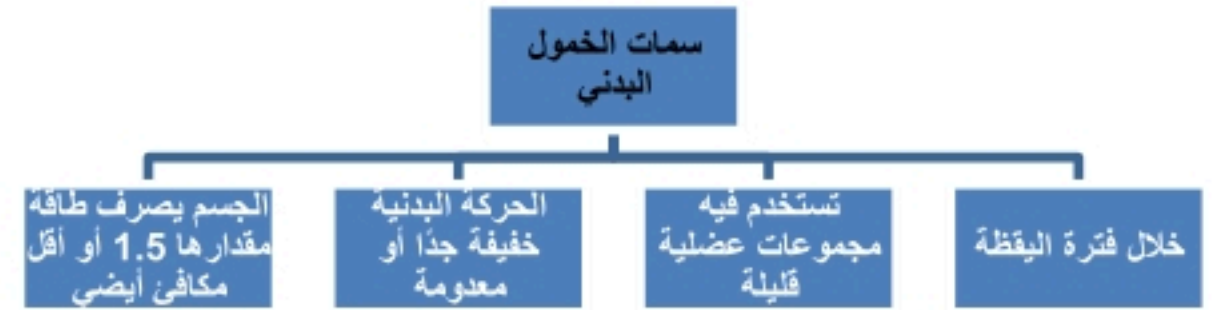 سمات الخمول
البدني
خلال فترة اليقظة
تستخدم فيه
مجموعات عضلية
قليلة
الحركة البدنية
خفيفة جدًا أو
معدومة
الجسم يصرف طاقة
مقدارها 1.5 أو أقل
مكافئ أيضي